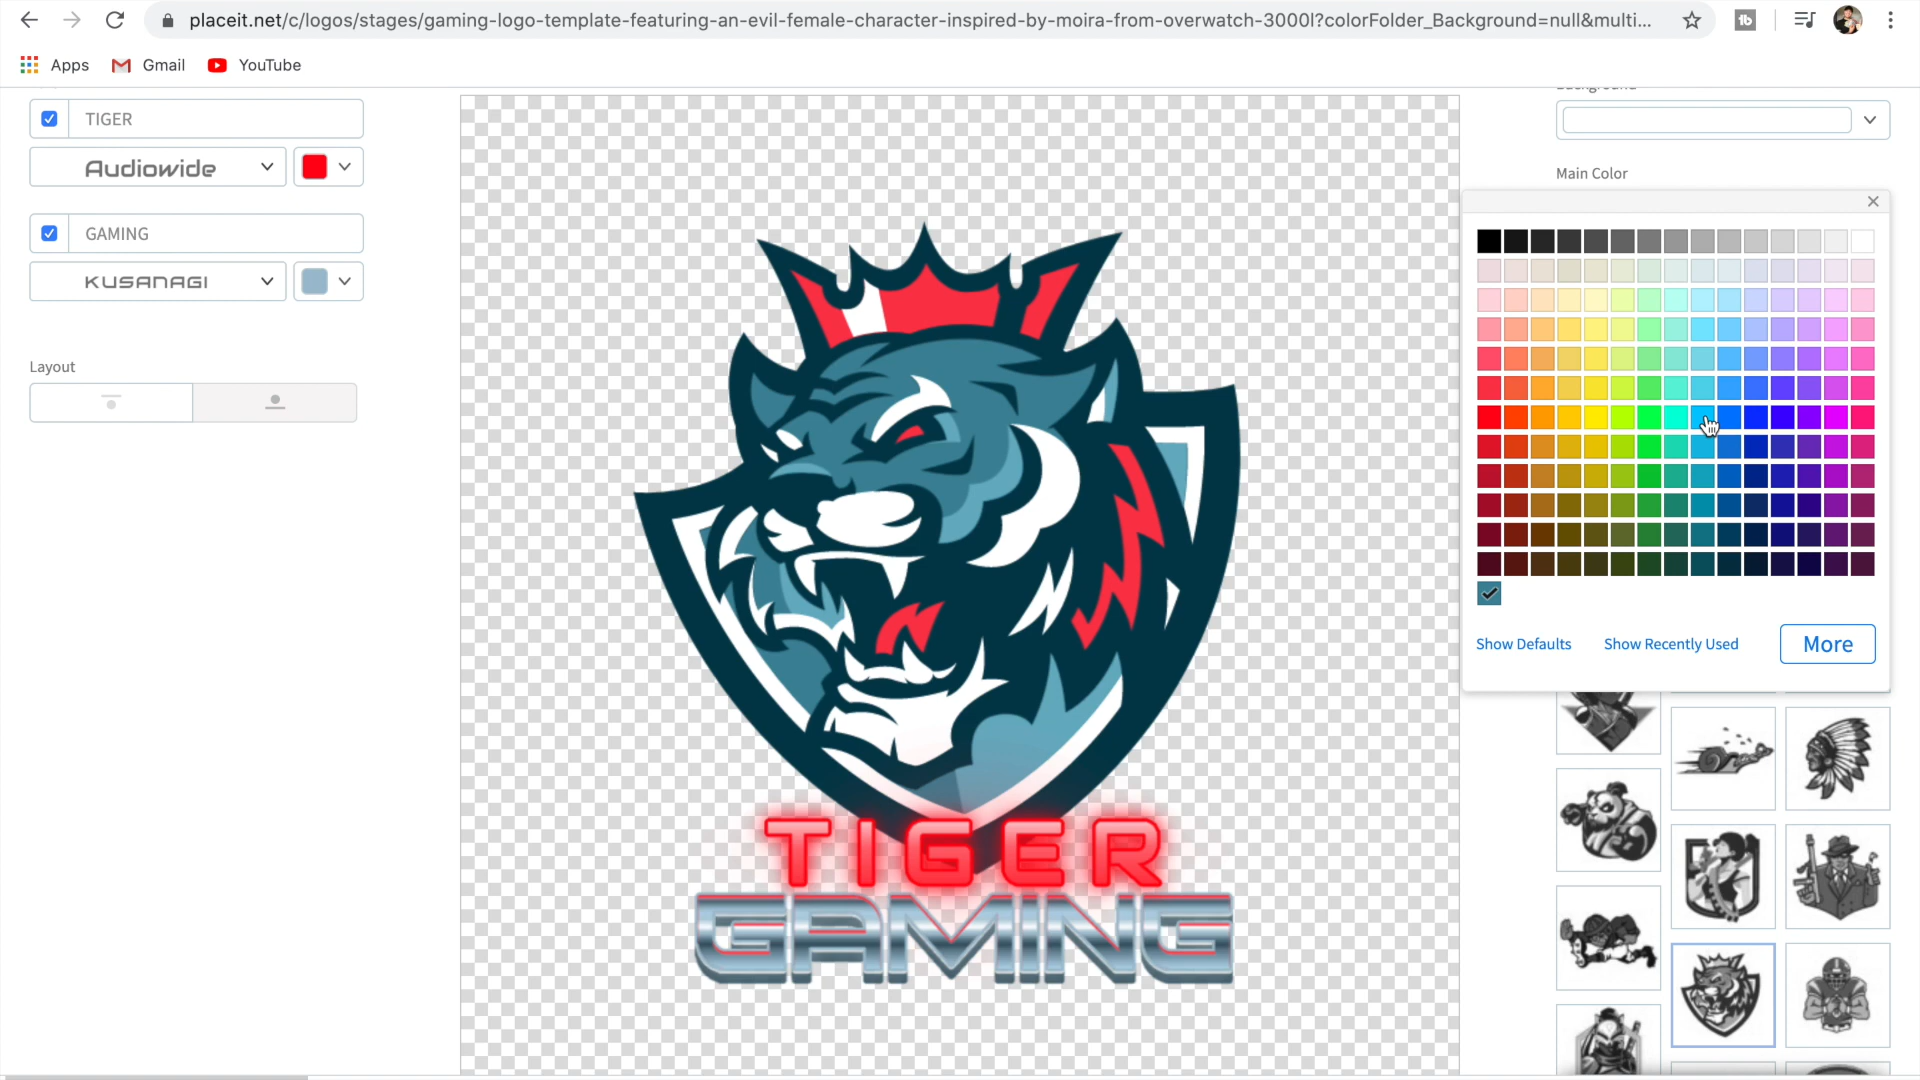 placeit.net/c/logos/stages/gaming-logo-template-featuring-an-evil-female-character-inspired-by-moira-from-overwatch-3000l?colorFolder_Background=null&multi...
Apps
Gmail
YouTube
TIGER
Audiowide
GAMING
KUSANAGI
Layout
Background
Main Color
Show Defaults
Show Recently Used
More
TIGER
GAMING